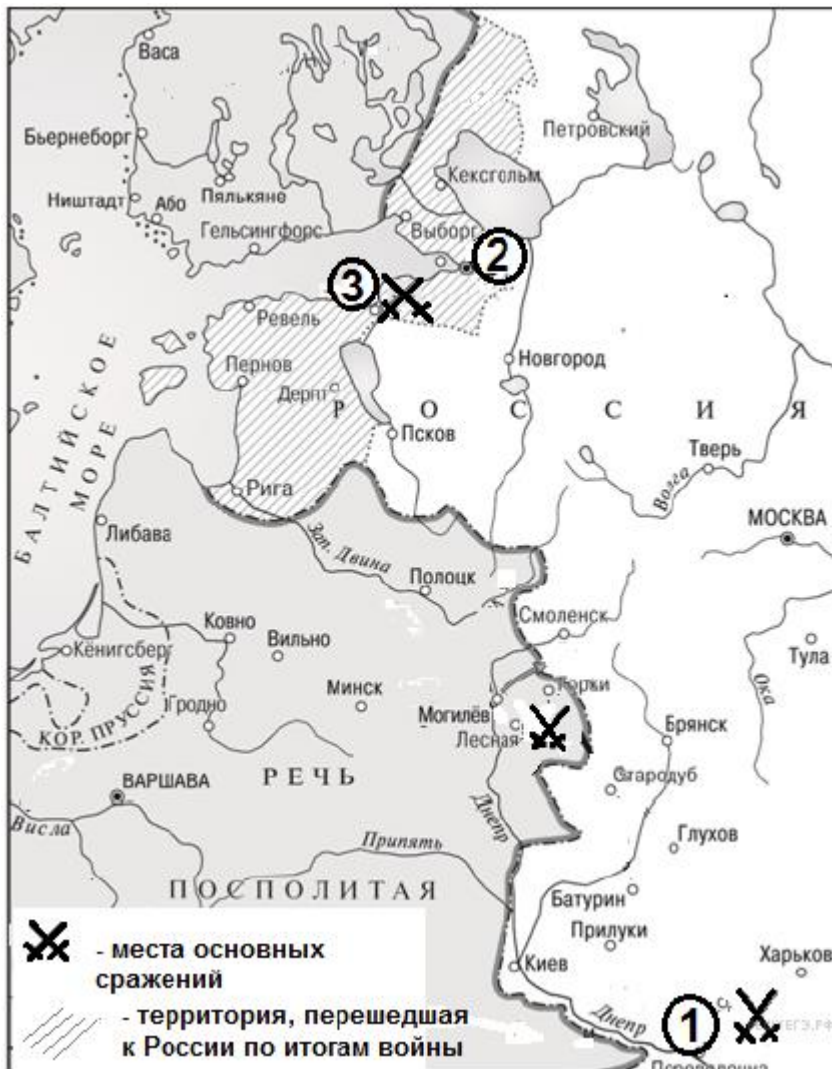 Васа
Бьернеборг
Петровский
Кексгольм
Ништадт
Або
Пялькяне
Гельсингфорс
Выборг
2
3
Ревель
Пернов
Дерпт
Новгород
РОССИЯ
Псков
Тверь
Волга
МОСКВА
БАЛТИЙСКОЕ
МОРЕ
Рига
Либава
Зап. Двина
Полоцк
Смоленск
Тула
Ока
Ковно
Вильно
Кёнигсберг
КОР. ПРУССИЯ
Гродно
Минск
Горки
Могилёв
Лесная
Брянск
Стародуб
ВАРШАВА
РЕЧЬ
Висла
Днепр
Припять
Глухов
ПОСПОЛИТАЯ
Батурин
Прилуки
Харьков
Киев
Днепр
1
- места основных
сражений
- территория, перешедшая
к России по итогам войны